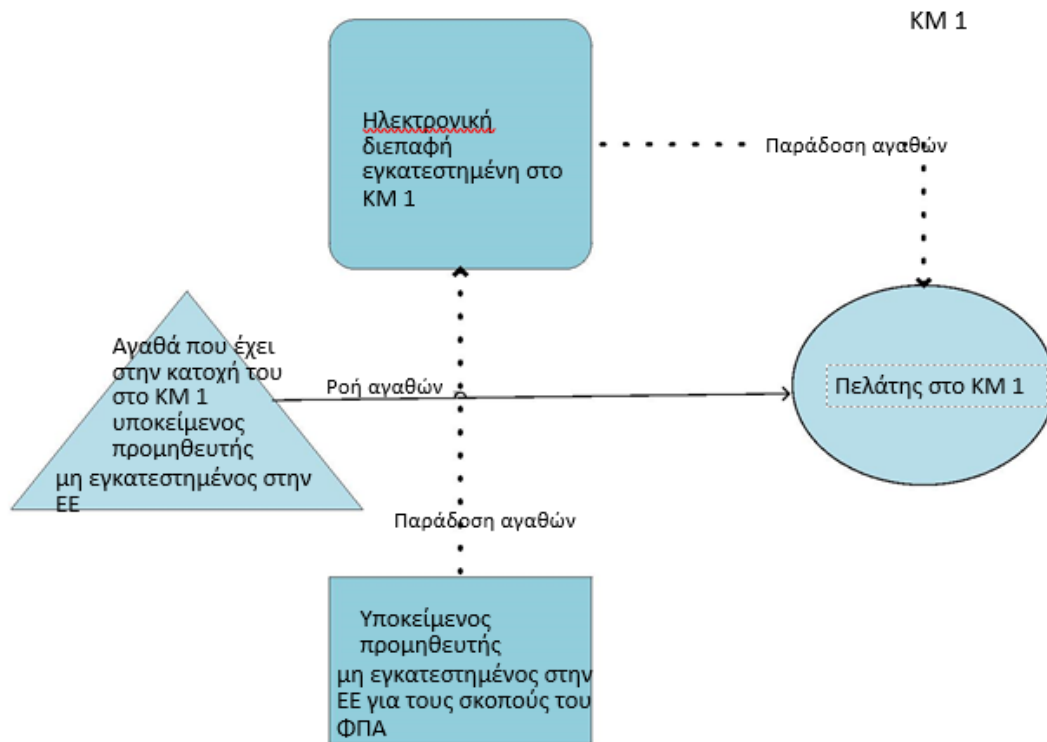 ΚΜ 1
Ηλεκτρονική
διεπαφή
εγκατεστημένη στο
ΚΜ 1
Παράδοση αγαθών
Αγαθά που έχει
στην κατοχή του
στο ΚΜ 1
υποκείμενος
προμηθευτής
μη εγκατεστημένος στην
ΕΕ
Ροή αγαθών
Πελάτης στο ΚΜ 1
Παράδοση αγαθών
Υποκείμενος
προμηθευτής
μη εγκατεστημένος στην
ΕΕ για τους σκοπούς του
ΦΠΑ